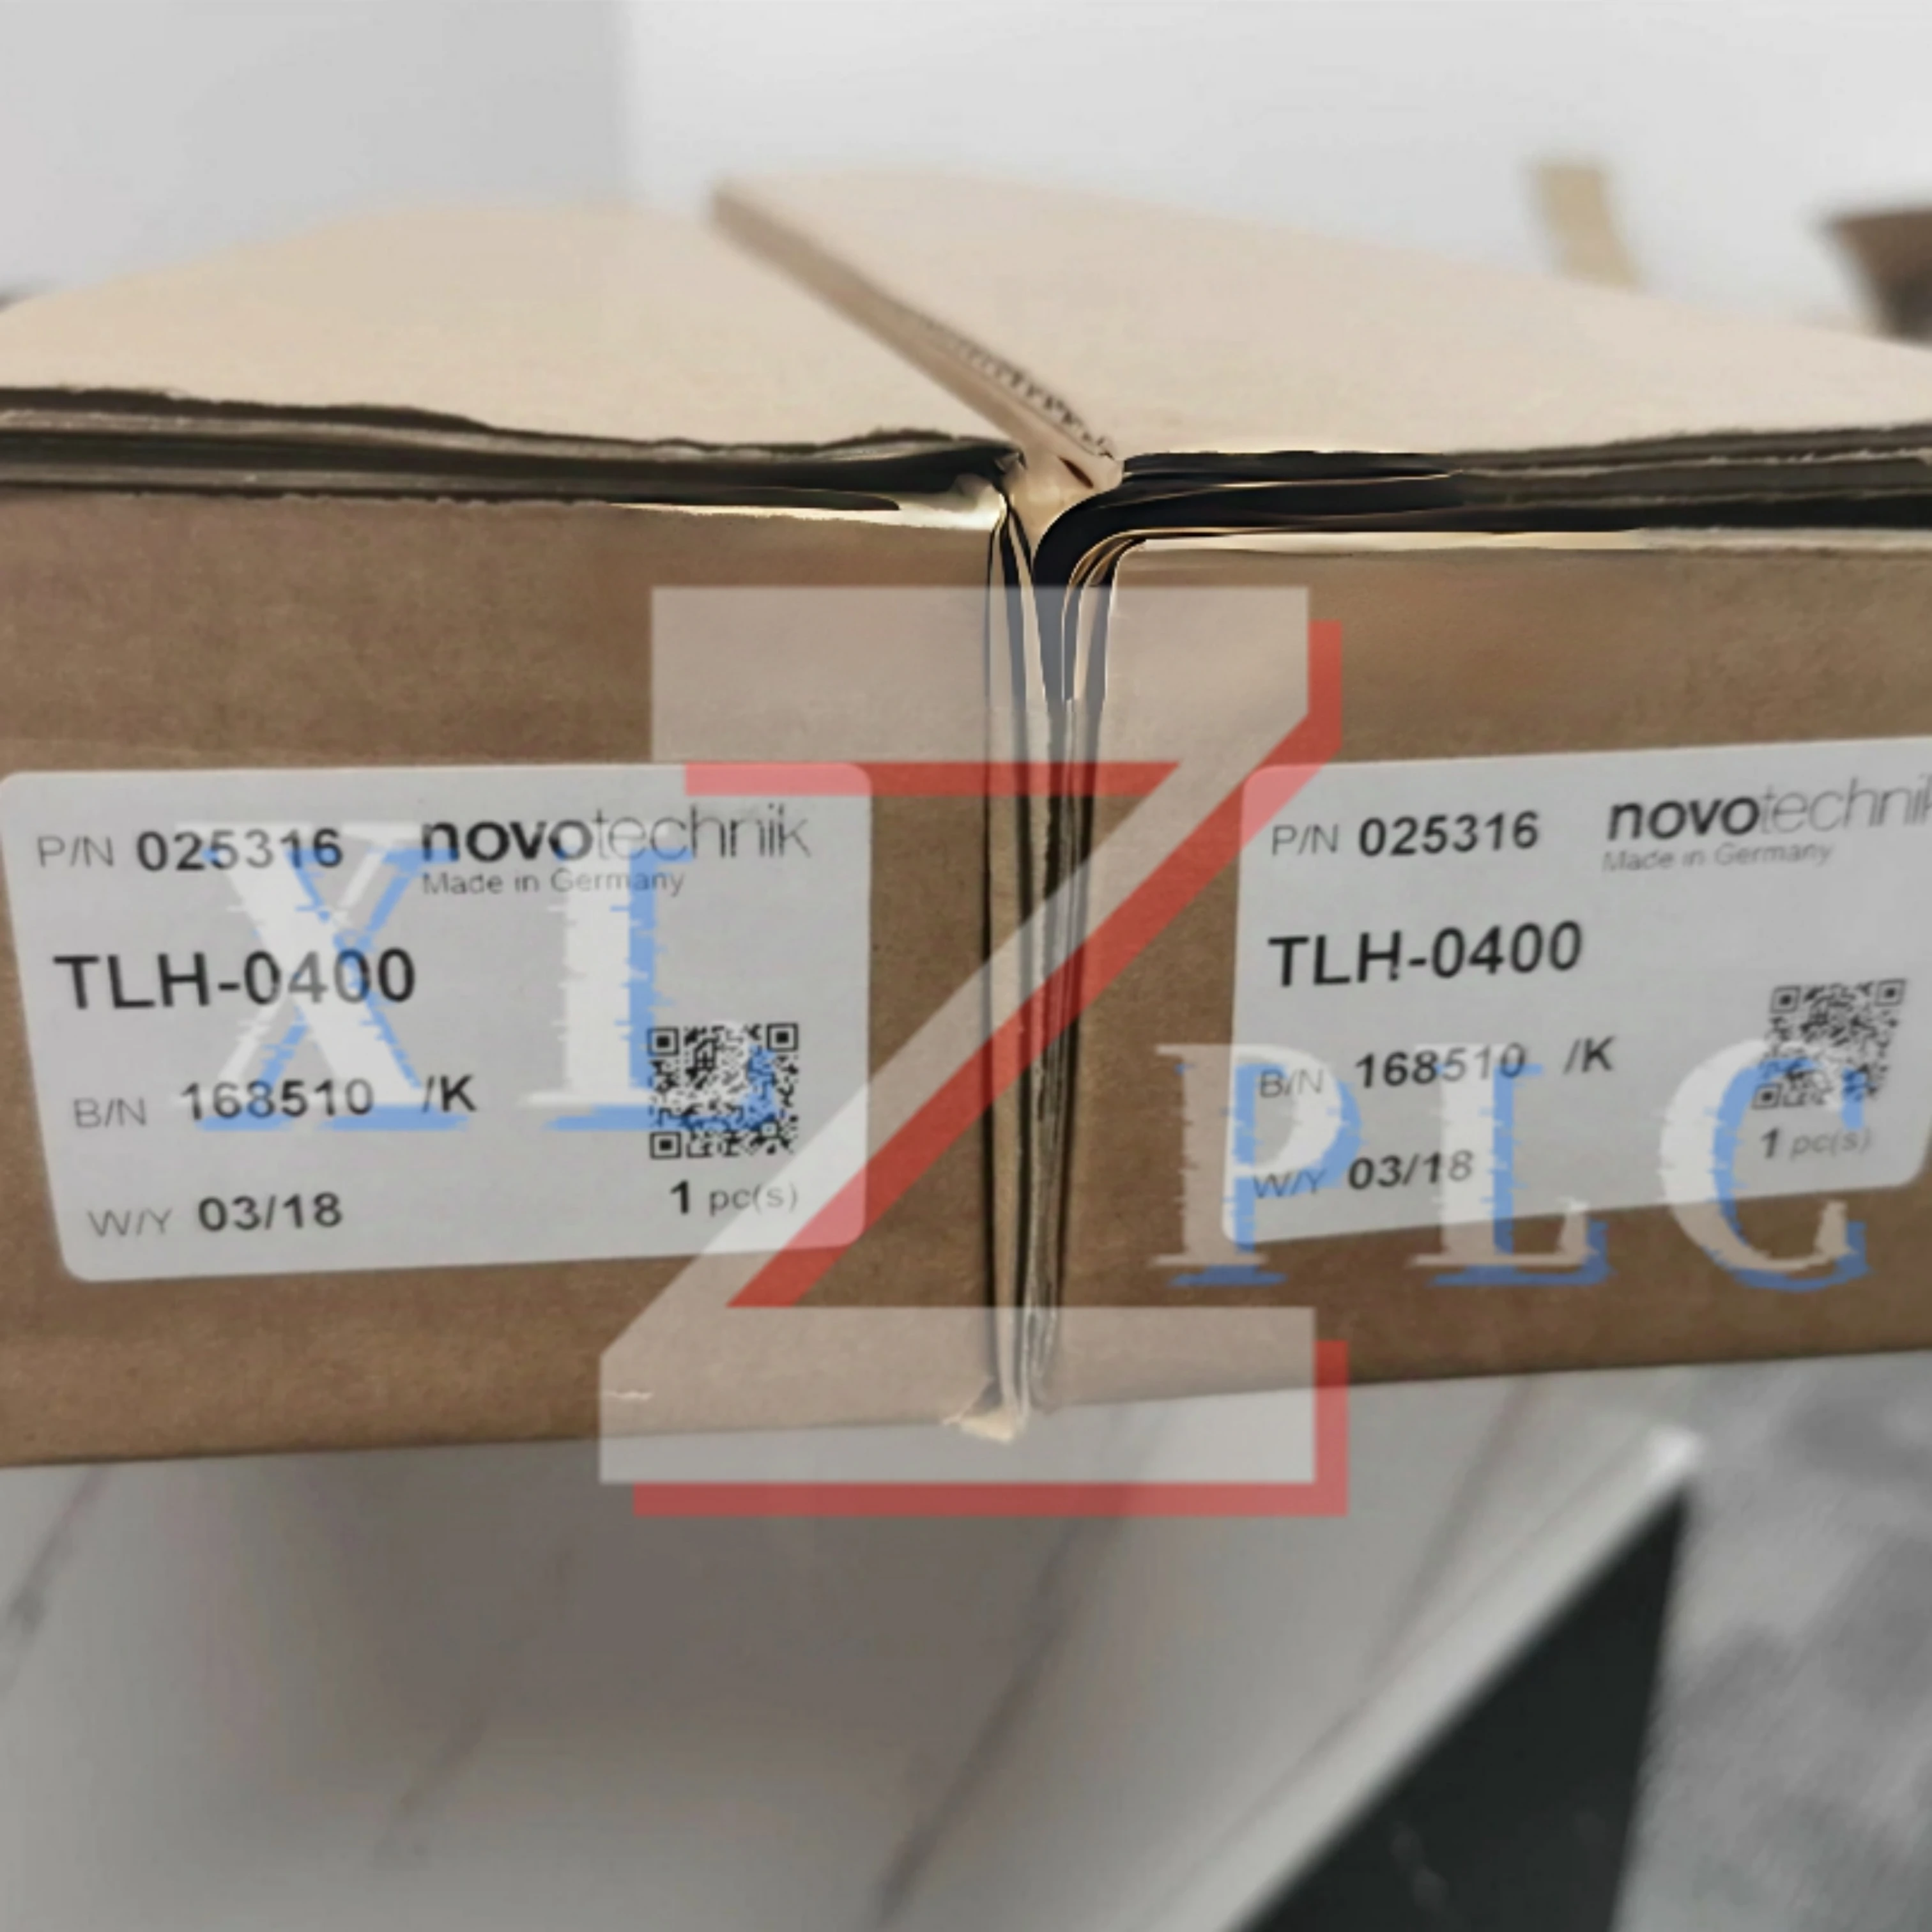 P/N 025316 novotechnik
Made in Germany
TLH-0400
B/N 168510 /K
W/Y 03/18
1 pc(s)
P/N 025316 novotechnik
Made in Germany
TLH-0400
B/N 168510 /K
1 pc(s)
W/Y 03/18
XL
Z
PLC